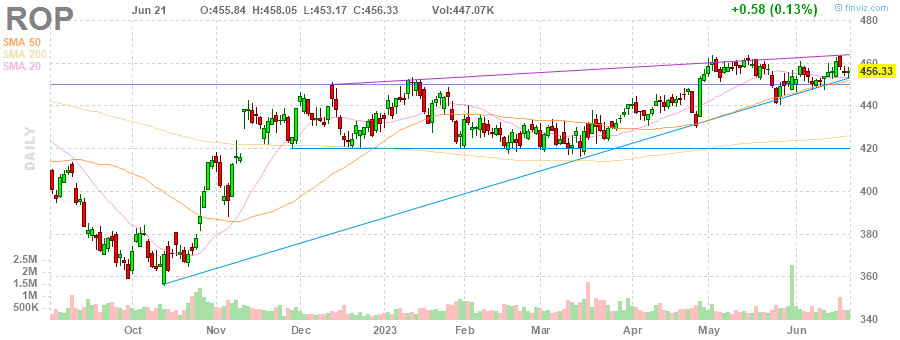 ROP Jun 21 O:455.84 H:458.05 L:453.17 C:456.33 Vol:447.07K +0.58 (0.13%)
© finviz.com
SMA 50
SMA 200
SMA 20
DAILY
480
460
456.33
440
420
400
380
360
340
2.5M
2M
1.5M
1M
500K
Oct Nov Dec 2023 Feb Mar Apr May Jun